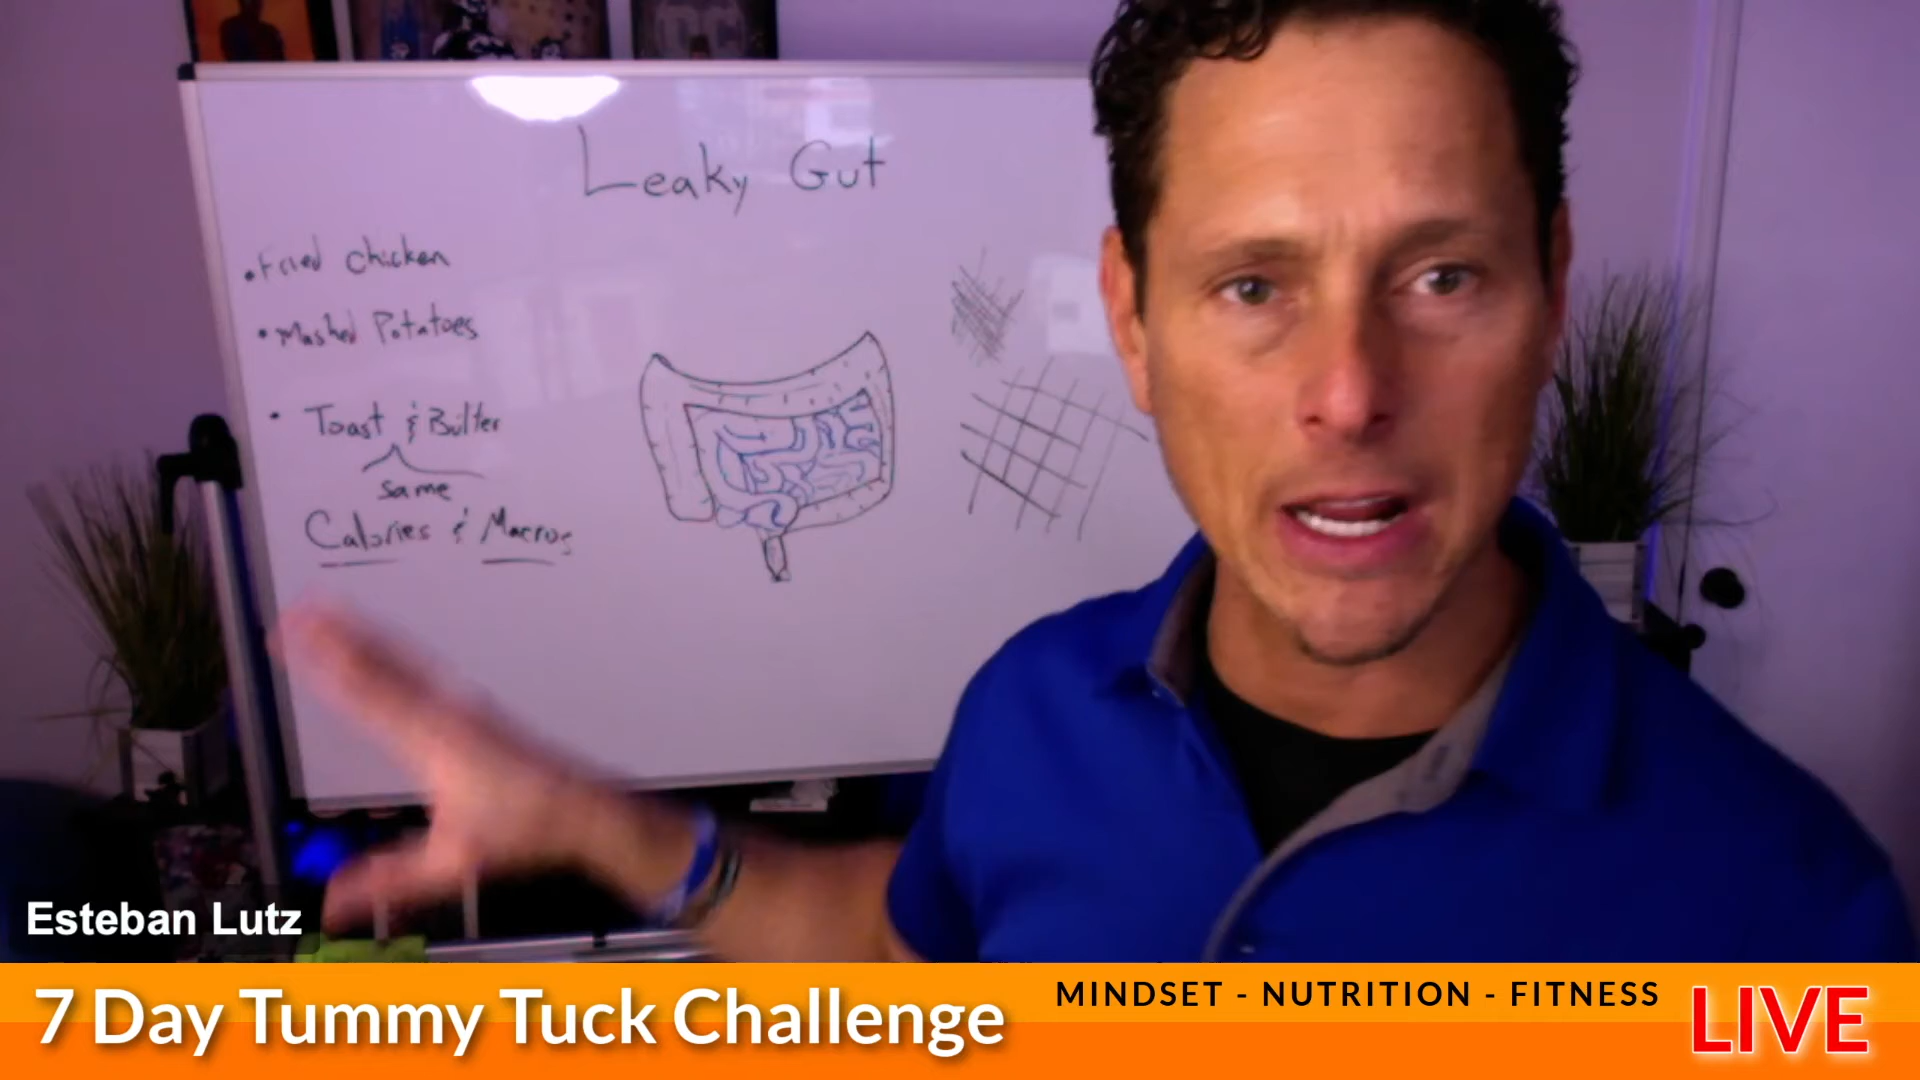 Leaky Gut
• Fried Chicken
• Mashed Potatoes
• Toast & Butter
same
Calories & Macros
Esteban Lutz
7 Day Tummy Tuck Challenge
MINDSET - NUTRITION - FITNESS
LIVE